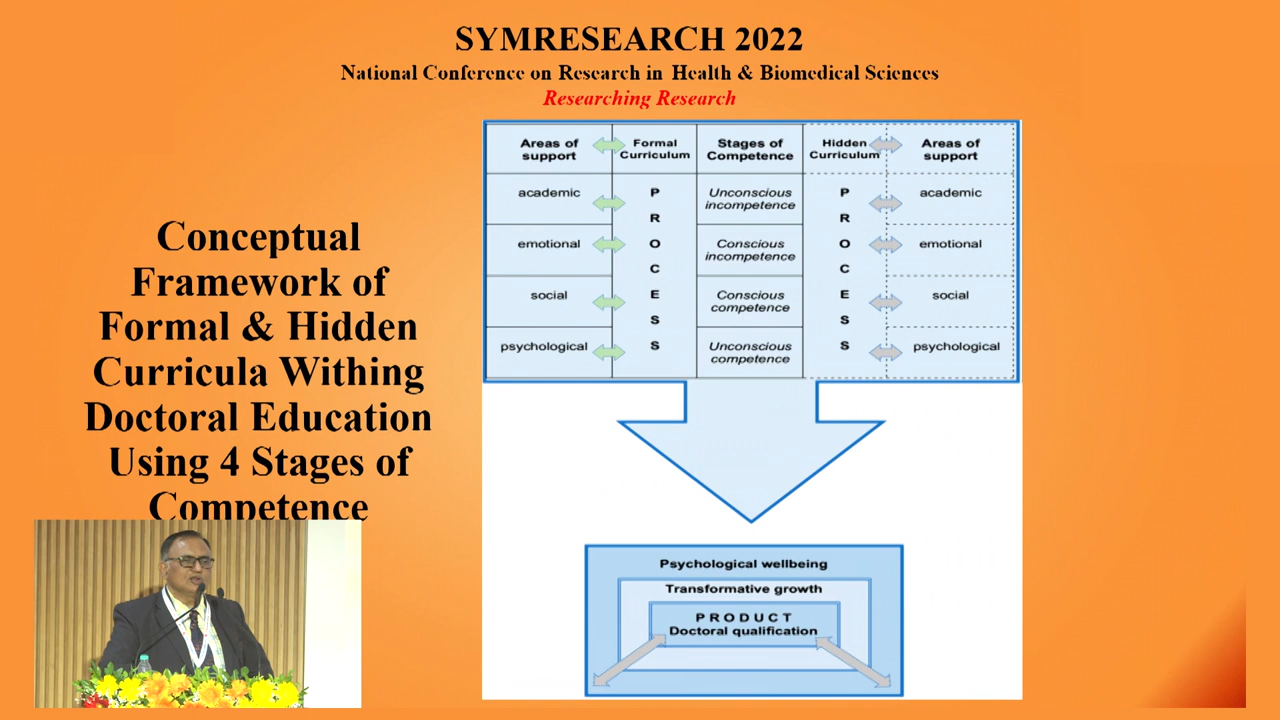 SYMRESEARCH 2022
National Conference on Research in Health & Biomedical Sciences
Researching Research
Conceptual
Framework of
Formal & Hidden
Curricula Withing
Doctoral Education
Using 4 Stages of
Competence
Areas of
support
Formal
Curriculum
Stages of
Competence
Hidden
Curriculum
Areas of
support
academic
emotional
social
psychological
P
R
O
C
E
S
S
Unconscious
incompetence
Conscious
incompetence
Conscious
competence
Unconscious
competence
P
R
O
C
E
S
S
academic
emotional
social
psychological
Psychological wellbeing
Transformative growth
PRODUCT
Doctoral qualification